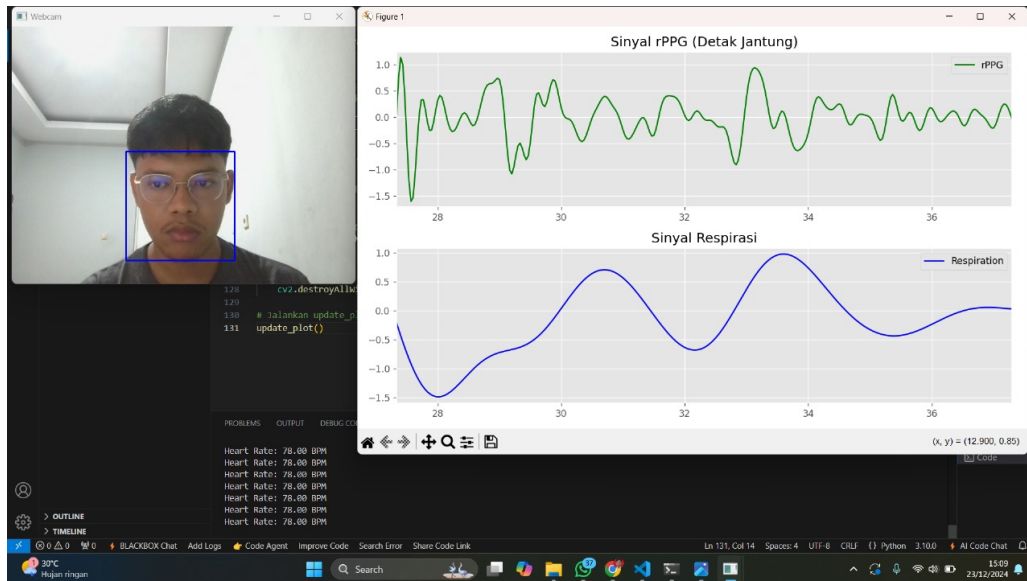 Webcam
Figure 1
Sinyal rPPG (Detak Jantung)
rPPG
1.0
0.5
0.0
−0.5
−1.0
−1.5
28 30 32 34 36
Sinyal Respirasi
Respiration
1.0
0.5
0.0
−0.5
−1.0
−1.5
28 30 32 34 36
(x, y) = (12.900, 0.85)
128 cv2.destroyAllW
129
130 # Jalankan update_p
131 update_plot()
PROBLEMS OUTPUT DEBUG CO
Code
Heart Rate: 78.00 BPM
Heart Rate: 78.00 BPM
Heart Rate: 78.00 BPM
Heart Rate: 78.00 BPM
Heart Rate: 78.00 BPM
Heart Rate: 78.00 BPM
Heart Rate: 78.00 BPM
> OUTLINE
> TIMELINE
0 0 0 BLACKBOX Chat Add Logs Code Agent Improve Code Search Error Share Code Link Ln 131, Col 14 Spaces: 4 UTF-8 CRLF {} Python 3.10.0 AI Code Chat
30°C
Hujan ringan
Search
37
15:09
23/12/2024